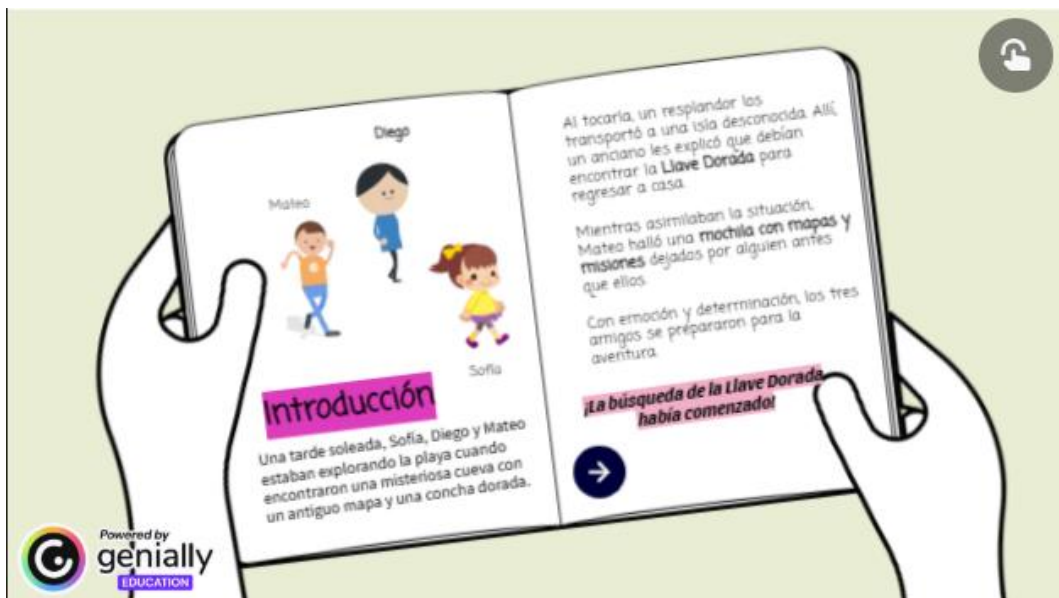 Diego
Mateo
Sofía
Introducción
Una tarde soleada, Sofía, Diego y Mateo
estaban explorando la playa cuando
encontraron una misteriosa cueva con
un antiguo mapa y una concha dorada.
Al tocarla, un resplandor los
transportó a una isla desconocida. Allí,
un anciano les explicó que debían
encontrar la Llave Dorada para
regresar a casa.
Mientras asimilaban la situación,
Mateo halló una mochila con mapas y
misiones dejados por alguien antes
que ellos.
Con emoción y determinación, los tres
amigos se prepararon para la
aventura.
¡La búsqueda de la Llave Dorada
había comenzado!
Powered by
genially
EDUCATION